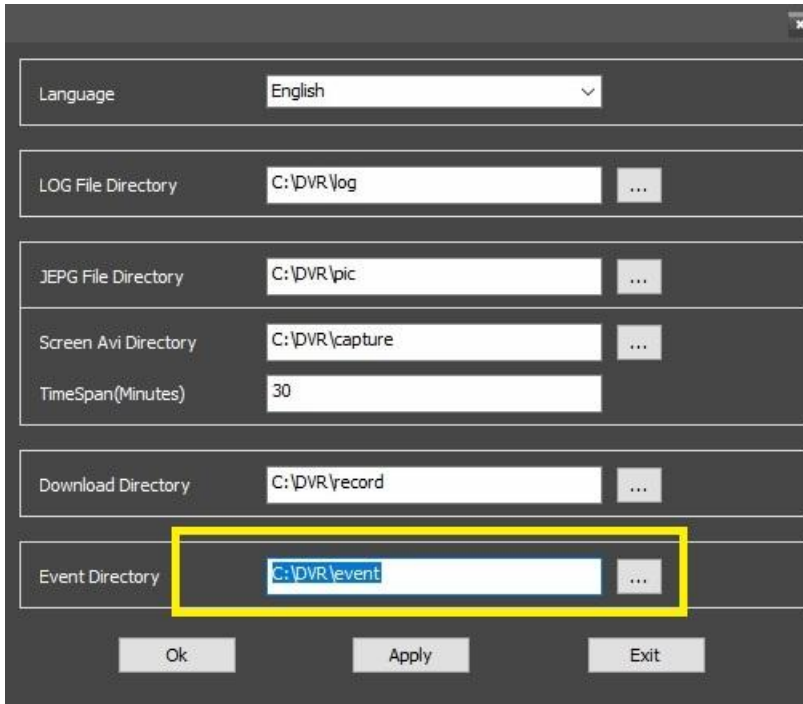 Language English
LOG File Directory C:\DVR\log ...
JEPG File Directory C:\DVR\pic ...
Screen Avi Directory C:\DVR\capture ...
TimeSpan(Minutes) 30
Download Directory C:\DVR\record ...
Event Directory C:\DVR\event ...
Ok Apply Exit